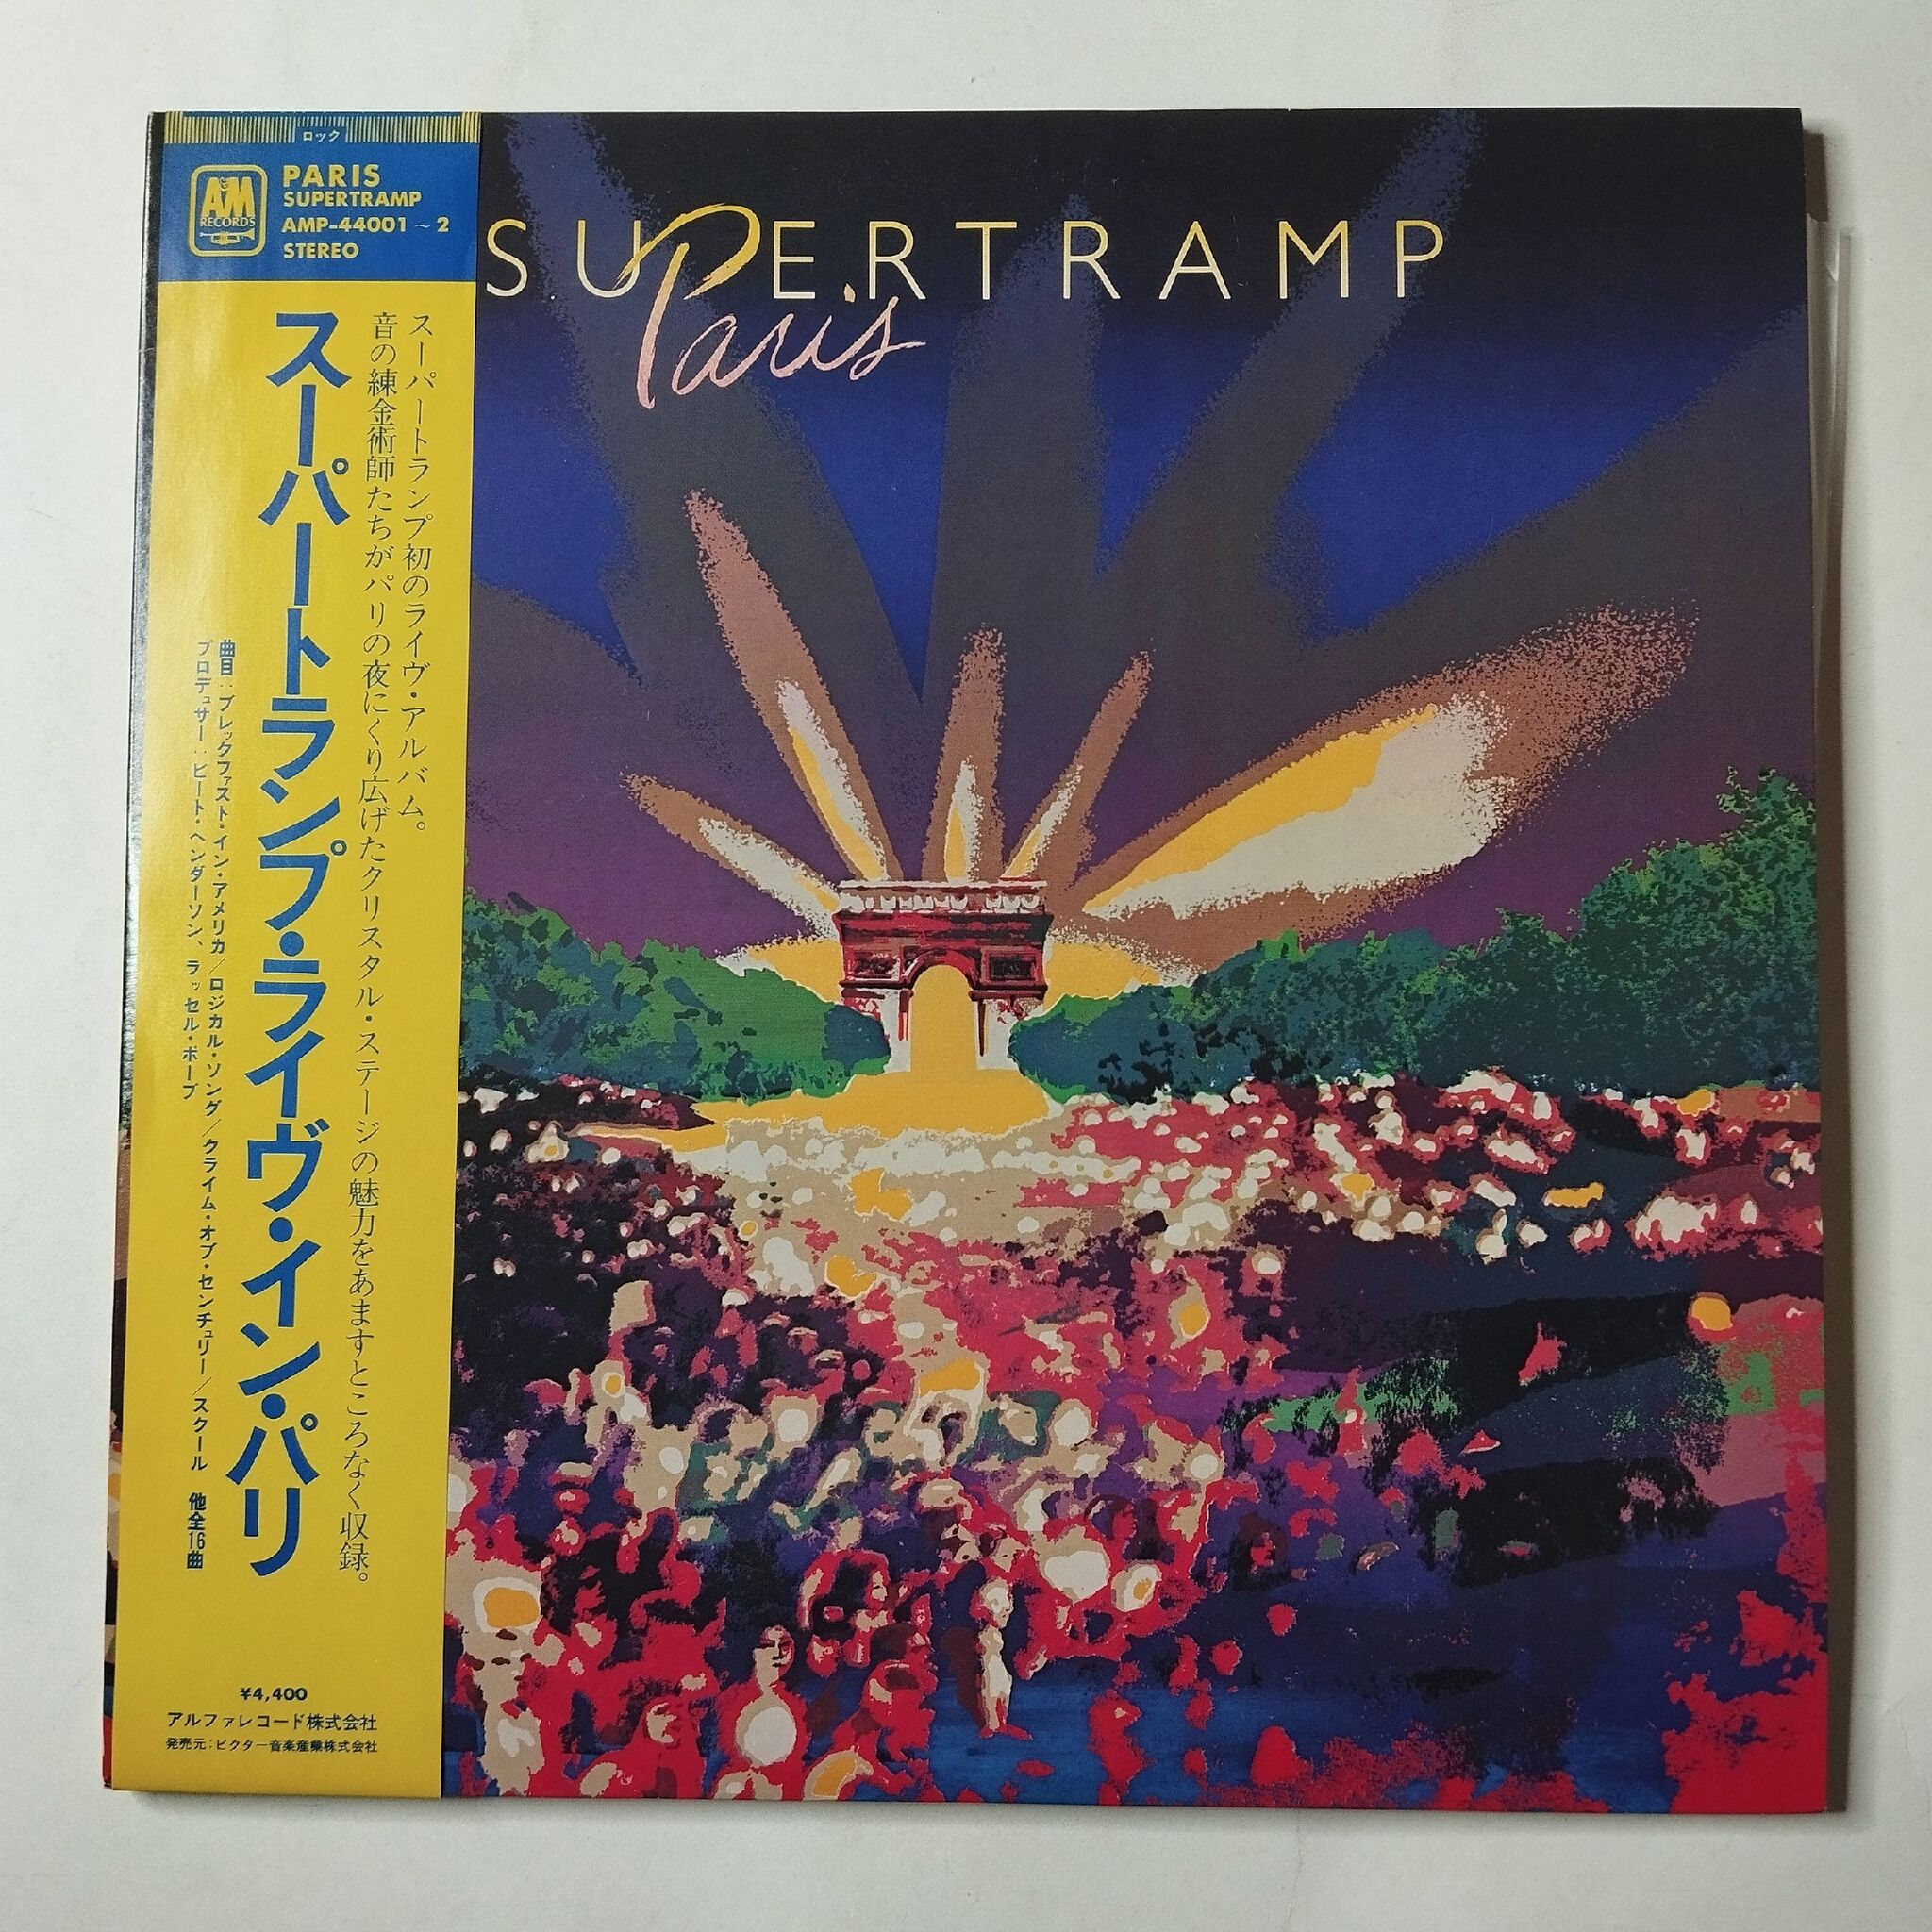 ロック
A&M
RECORDS
PARIS
SUPERTRAMP
AMP-44001~2
STEREO
スーパートランプ初のライヴ・アルバム。
音の練金術師たちがパリの夜にくり広げたクリスタル・ステージの魅力をあますところなく収録。
スーパートランプ・ライヴ・イン・パリ
曲目:ブレックファスト・イン・アメリカ/ロジカル・ソング/クライム・オブ・センチュリー/スクール 他全16曲
プロデュサー:ピート・ヘンダーソン、ラッセル・ポープ
¥4,400
アルファレコード株式会社
発売元:ビクター音楽産業株式会社
SUPERTRAMP
Paris